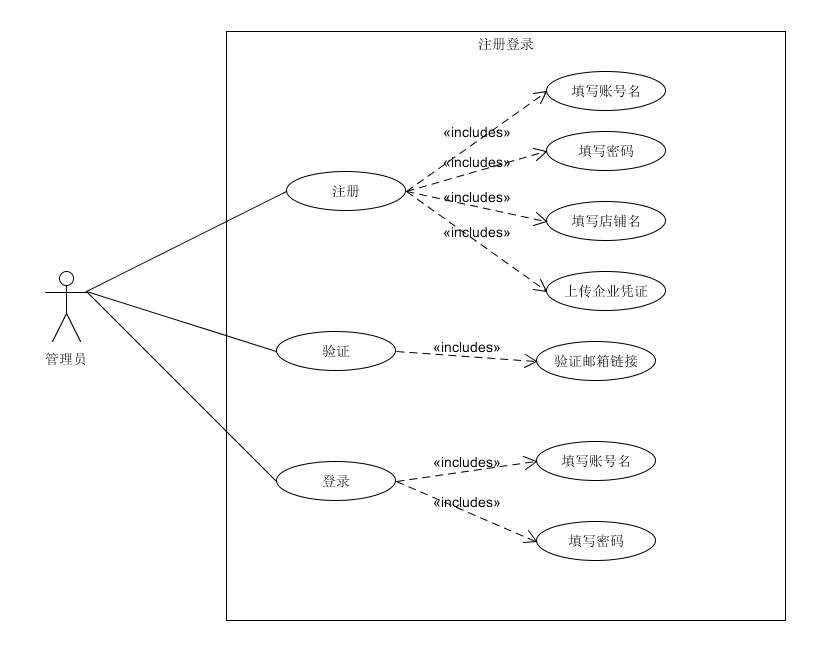 注册登录
填写账号名
«includes»
填写密码
«includes»
注册
«includes»
填写店铺名
«includes»
上传企业凭证
管理员
验证
«includes»
验证邮箱链接
登录
«includes»
填写账号名
«includes»
填写密码